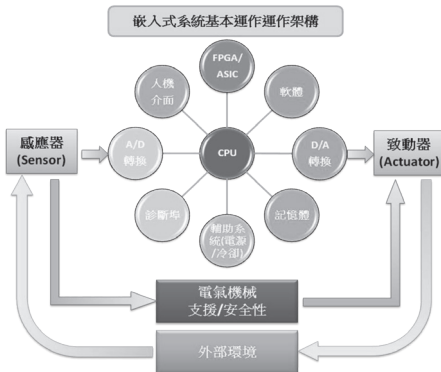 嵌入式系統基本運作運作架構
FPGA/
ASIC
人機
介面
軟體
感應器
(Sensor)
A/D
轉換
CPU
D/A
轉換
致動器
(Actuator)
診斷埠
記憶體
輔助系
統(電源
/冷卻)
電氣機械
支援/安全性
外部環境